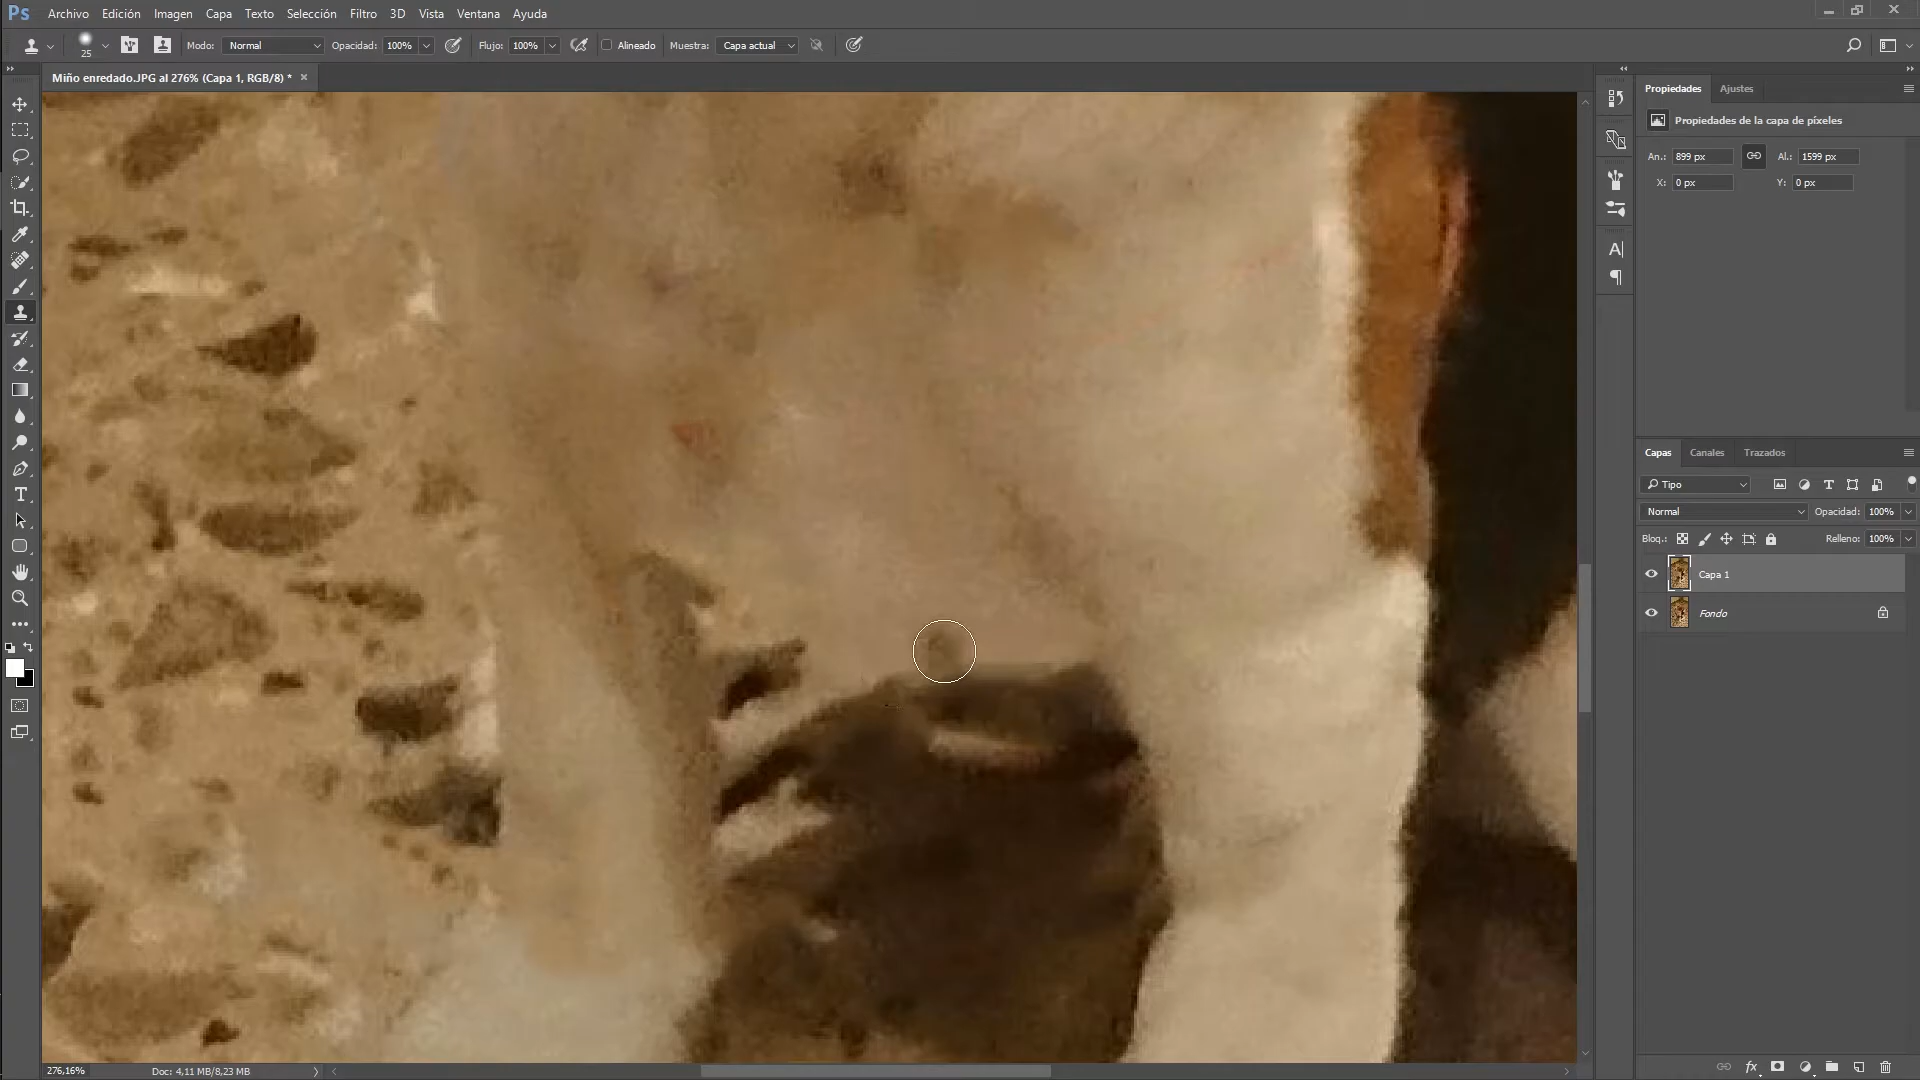 Ps Archivo Edición Imagen Capa Texto Selección Filtro 3D Vista Ventana Ayuda
25 Modo: Normal Opacidad: 100% Flujo: 100% Alineado Muestra: Capa actual
Miño enredado.JPG al 276% (Capa 1, RGB/8) * ×
Propiedades Ajustes
Propiedades de la capa de píxeles
An.: 899 px Al.: 1599 px
X: 0 px Y: 0 px
Capas Canales Trazados
Tipo
Normal Opacidad: 100%
Bloq.: Relleno: 100%
Capa 1
Fondo
276,16% Doc: 4,11 MB/8,23 MB